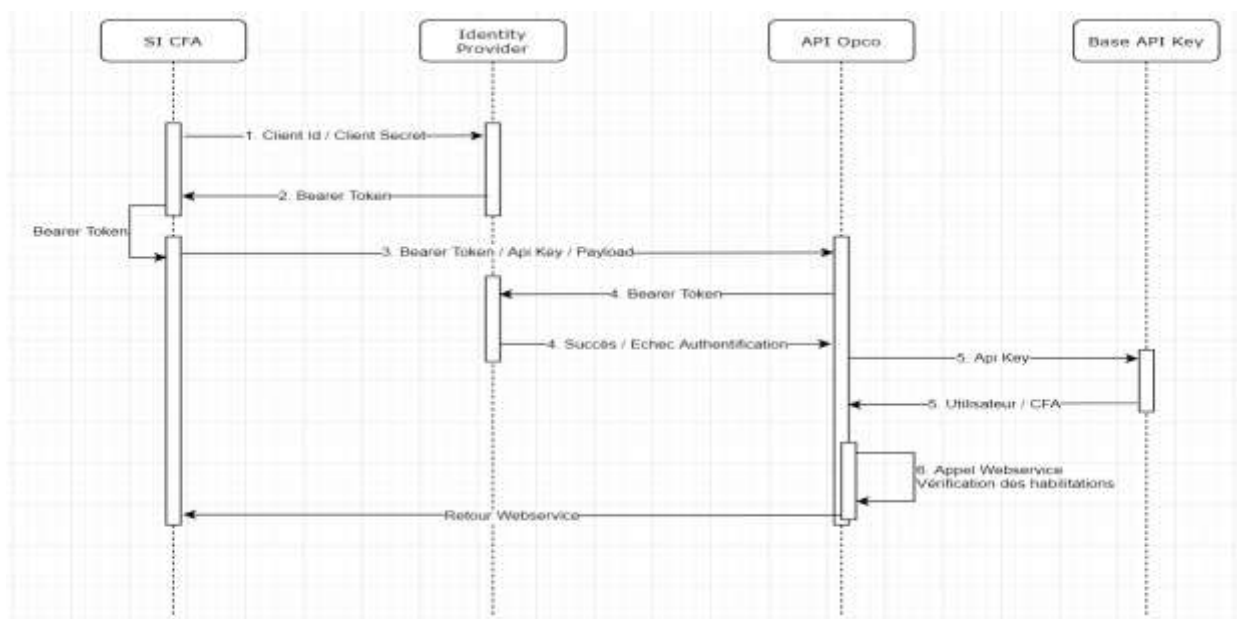 SI CFA
Identity
Provider
API Opco
Base API Key
1. Client Id / Client Secret
2. Bearer Token
Bearer Token
3. Bearer Token / Api Key / Payload
4. Bearer Token
4. Succès / Echec Authentification
5. Api Key
5. Utilisateur / CFA
6. Appel Webservice
Vérification des habilitations
Retour Webservice